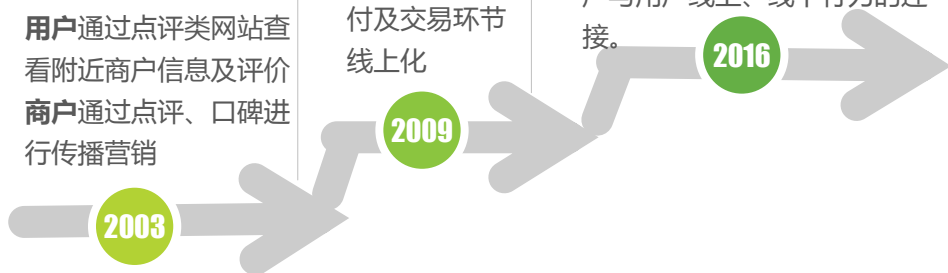 用户通过点评类网站查
看附近商户信息及评价
商户通过点评、口碑进
行传播营销
2003
付及交易环节
线上化
2009
接。
2016